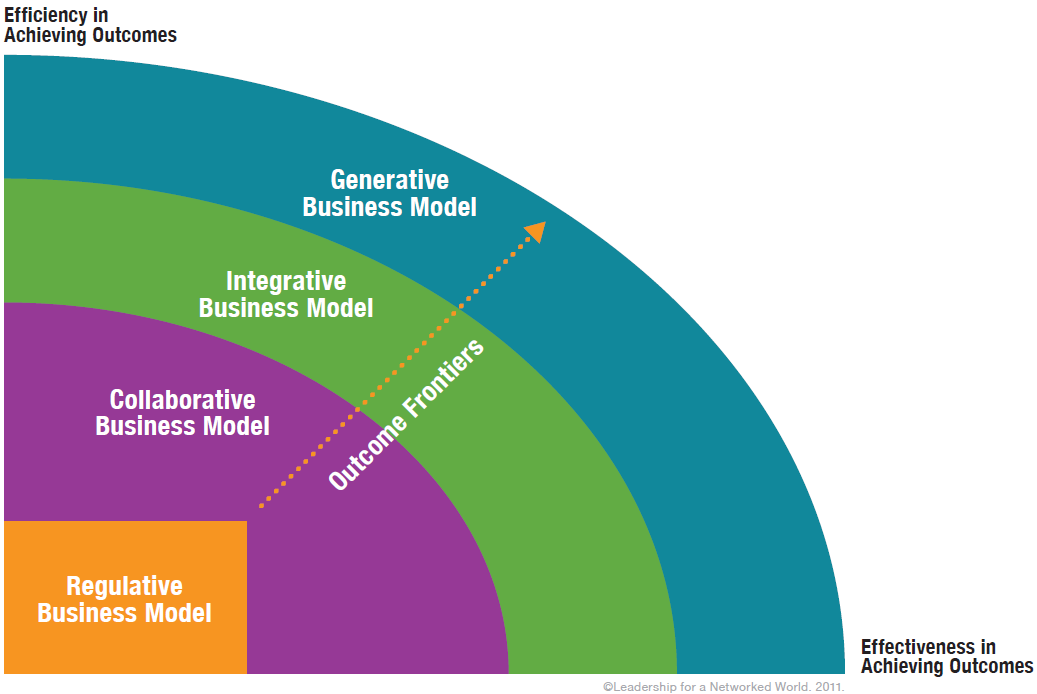 Efficiency in
Achieving Outcomes
Generative
Business Model
Integrative
Business Model
Outcome Frontiers
Collaborative
Business Model
Regulative
Business Model
Effectiveness in
Achieving Outcomes
©Leadership for a Networked World. 2011.